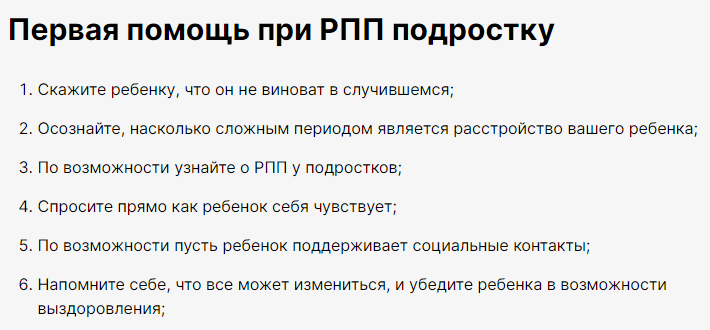 Первая помощь при РПП подростку
1. Скажите ребенку, что он не виноват в случившемся;
2. Осознайте, насколько сложным периодом является расстройство вашего ребенка;
3. По возможности узнайте о РПП у подростков;
4. Спросите прямо как ребенок себя чувствует;
5. По возможности пусть ребенок поддерживает социальные контакты;
6. Напомните себе, что все может измениться, и убедите ребенка в возможности
выздоровления;